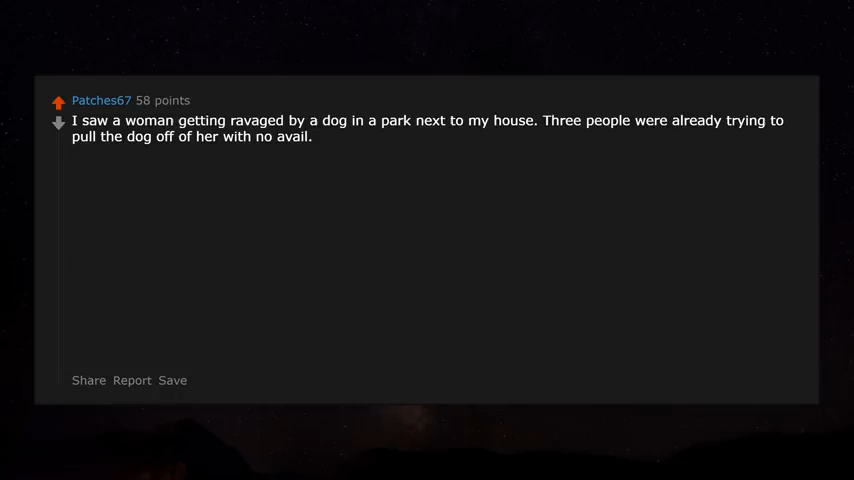 Patches67 58 points
I saw a woman getting ravaged by a dog in a park next to my house. Three people were already trying to
pull the dog off of her with no avail.
Share Report Save